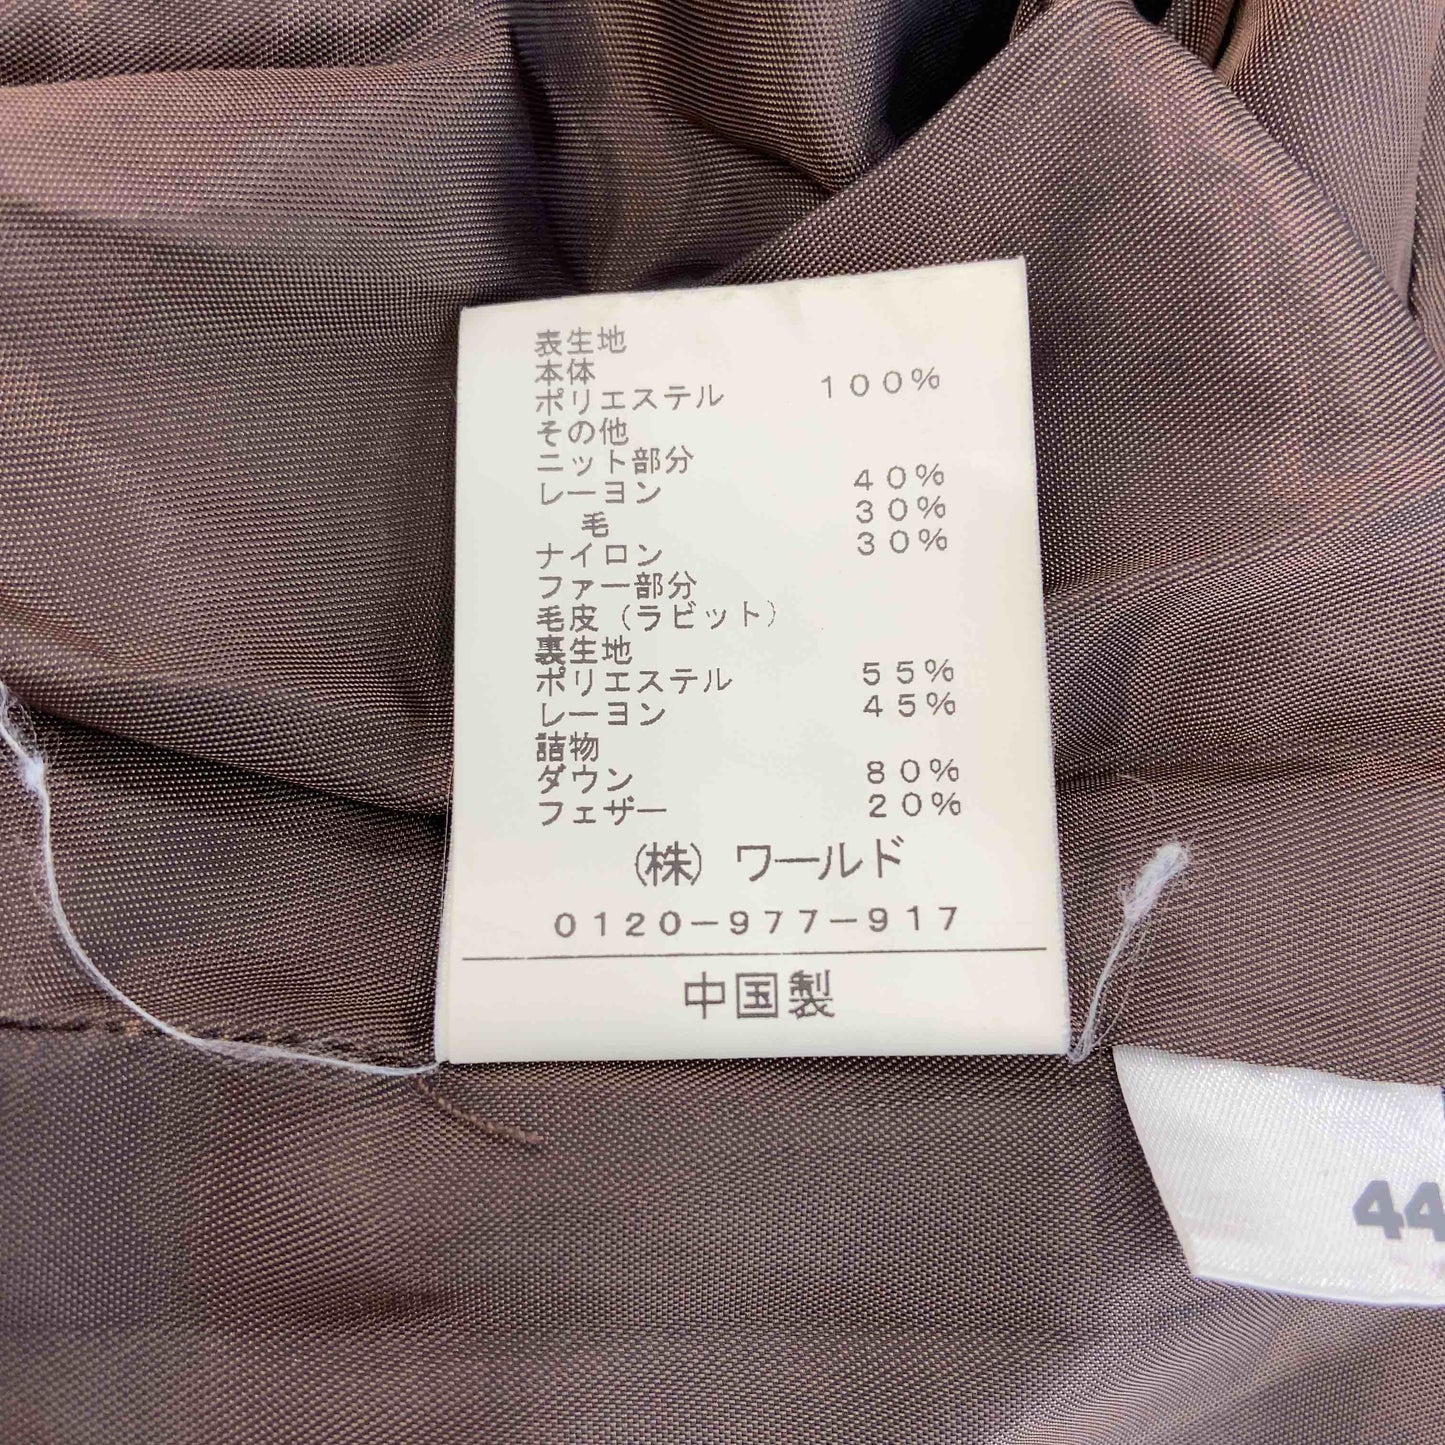 表生地
本体
ポリエステル 100%
その他
ニット部分
レーヨン 40%
毛 30%
ナイロン 30%
ファー部分
毛皮(ラビット)
裏生地
ポリエステル 55%
レーヨン 45%
詰物
ダウン 80%
フェザー 20%
(株)ワールド
0120-977-917
中国製
44